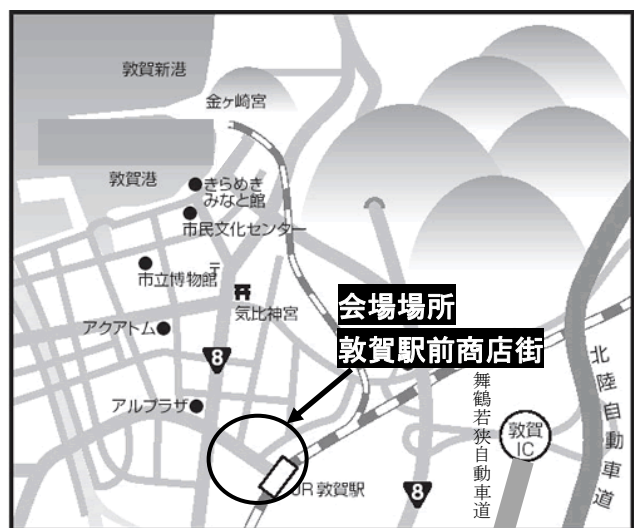 敦賀新港
金ヶ崎宮
敦賀港
きらめき
みなと館
市民文化センター
市立博物館
〒
気比神宮
会場場所
敦賀駅前商店街
アクアトム
8
アルプラザ
JR敦賀駅
8
舞鶴若狭自動車道
敦賀
IC
北陸自動車道